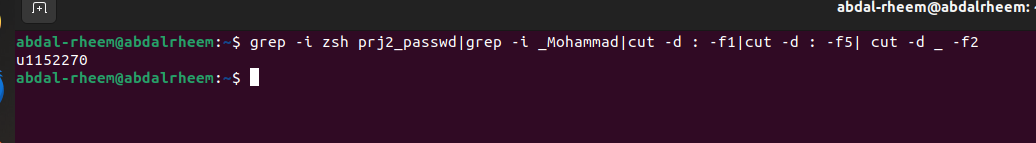 abdal-rheem@abdalrheem:
abdal-rheem@abdalrheem:~$ grep -i zsh prj2_passwd|grep -i _Mohammad|cut -d : -f1|cut -d : -f5| cut -d _ -f2
u1152270
abdal-rheem@abdalrheem:~$